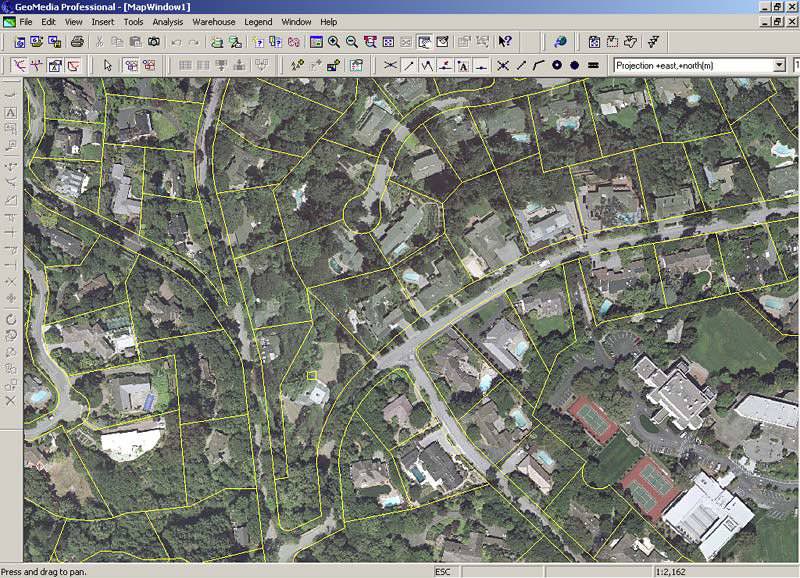 GeoMedia Professional - [MapWindow1]
File Edit View Insert Tools Analysis Warehouse Legend Window Help
Projection +east,+north(m)
Press and drag to pan. ESC 1:2,162